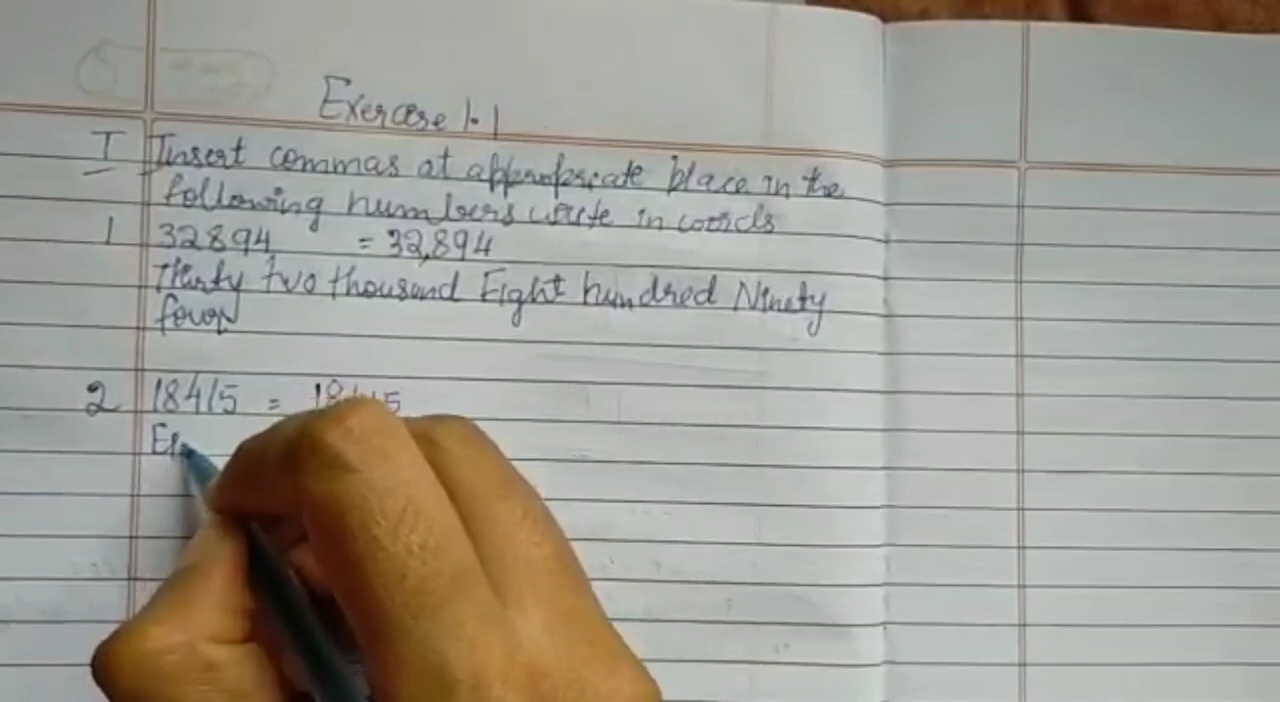 Exercise 1.1
I Insert commas at appropriate place in the
following numbers write in words
1 32894 = 32,894
Thirty two thousand Eight hundred Ninety
four
2 18415 =